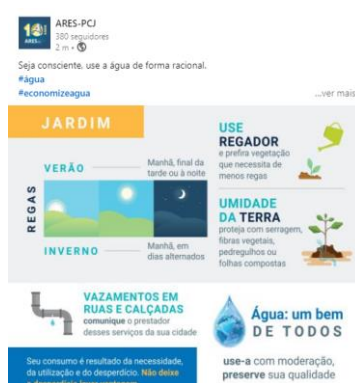 ARES-PCJ
380 seguidores
2 m •
Seja consciente, use a água de forma racional.
#água
#economizeagua
...ver mais
JARDIM
REGAS
VERÃO
Manhã, final da
tarde ou à noite
INVERNO
Manhã, em
dias alternados
USE
REGADOR
e prefira vegetação
que necessita de
menos regas
UMIDADE
DA TERRA
proteja com serragem,
fibras vegetais,
pedregulhos ou
folhas compostas
VAZAMENTOS EM
RUAS E CALÇADAS
comunique o prestador
desses serviços da sua cidade
Água: um bem
DE TODOS
use-a com moderação,
preserve sua qualidade
Seu consumo é resultado da necessidade,
da utilização e do desperdício. Não deixe